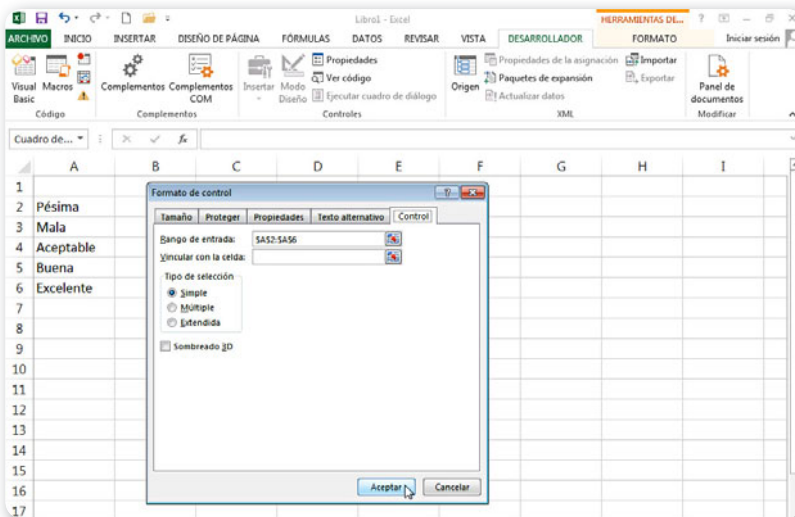 Libro1 - Excel
HERRAMIENTAS DE...
?
ARCHIVO INICIO INSERTAR DISEÑO DE PÁGINA FÓRMULAS DATOS REVISAR VISTA DESARROLLADOR FORMATO Iniciar sesión
Visual Basic
Macros
Código
Complementos
Complementos COM
Complementos
Insertar
Modo Diseño
Propiedades
Ver código
Ejecutar cuadro de diálogo
Controles
Origen
Propiedades de la asignación
Paquetes de expansión
Actualizar datos
Importar
Exportar
XML
Panel de documentos
Modificar
Cuadro de...
fx
A B C D E F G H I
1
2 Pésima
3 Mala
4 Aceptable
5 Buena
6 Excelente
7
8
9
10
11
12
13
14
15
16
17
Formato de control
?
Tamaño Proteger Propiedades Texto alternativo Control
Rango de entrada: $A$2:$A$6
Vincular con la celda:
Tipo de selección
Simple
Múltiple
Extendida
Sombreado 3D
Aceptar Cancelar